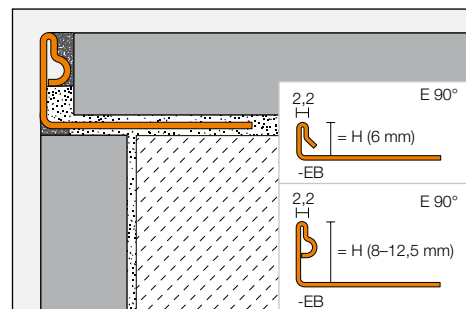 2,2
E 90°
= H (6 mm)
-EB
2,2
E 90°
= H (8–12,5 mm)
-EB